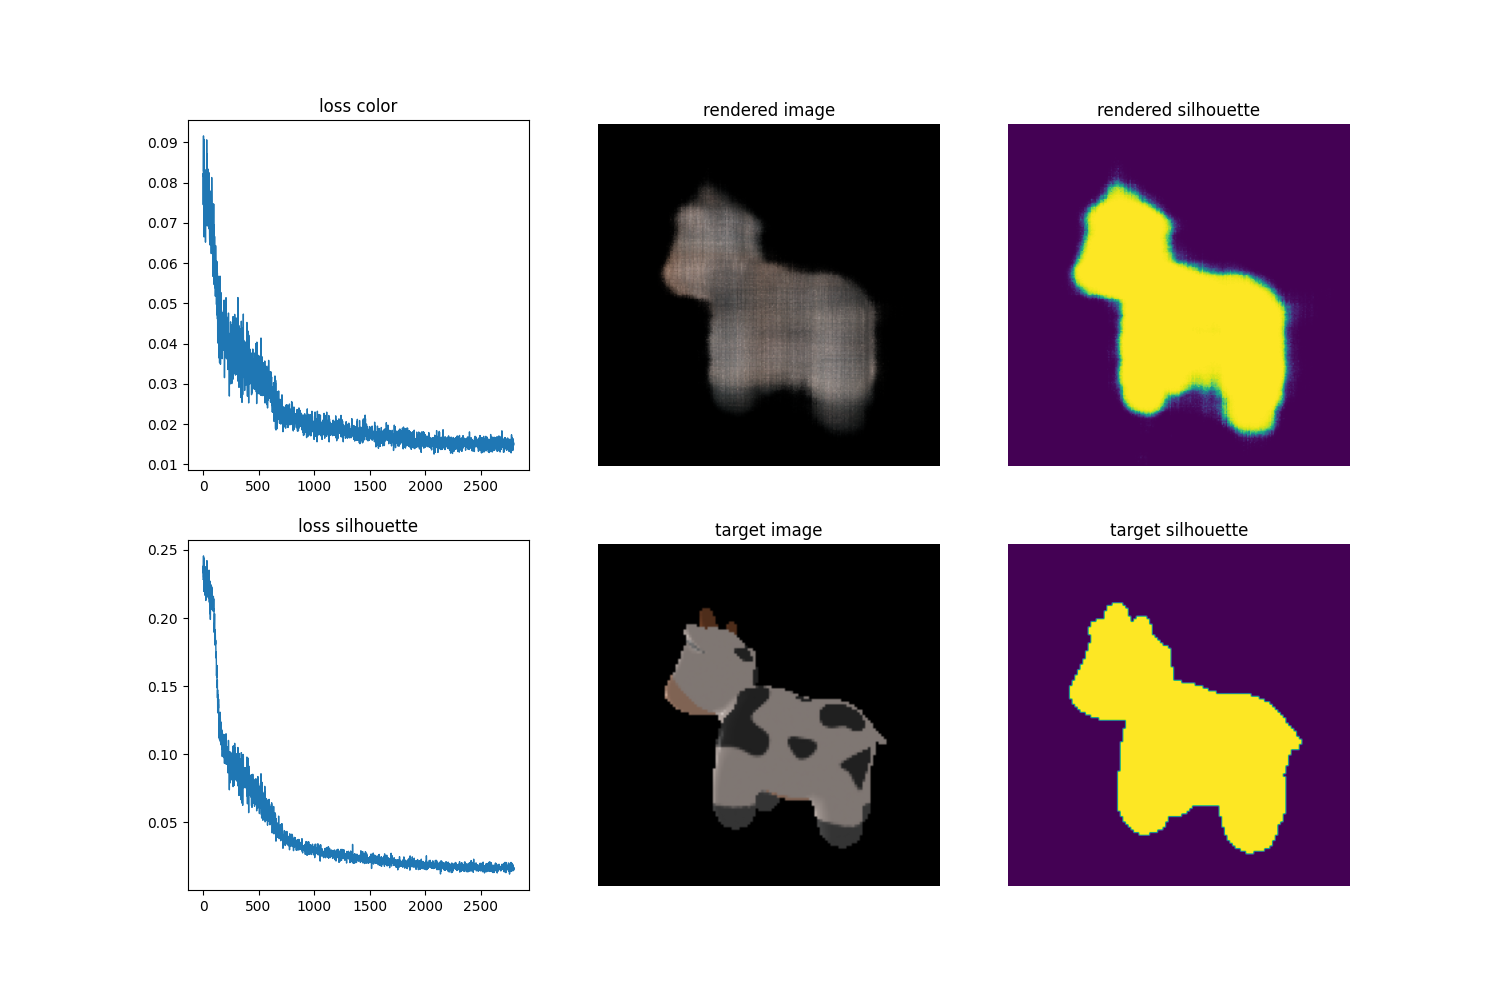 loss color
0.09
0.08
0.07
0.06
0.05
0.04
0.03
0.02
0.01
0 500 1000 1500 2000 2500
rendered image
rendered silhouette
loss silhouette
0.25
0.20
0.15
0.10
0.05
0 500 1000 1500 2000 2500
target image
target silhouette